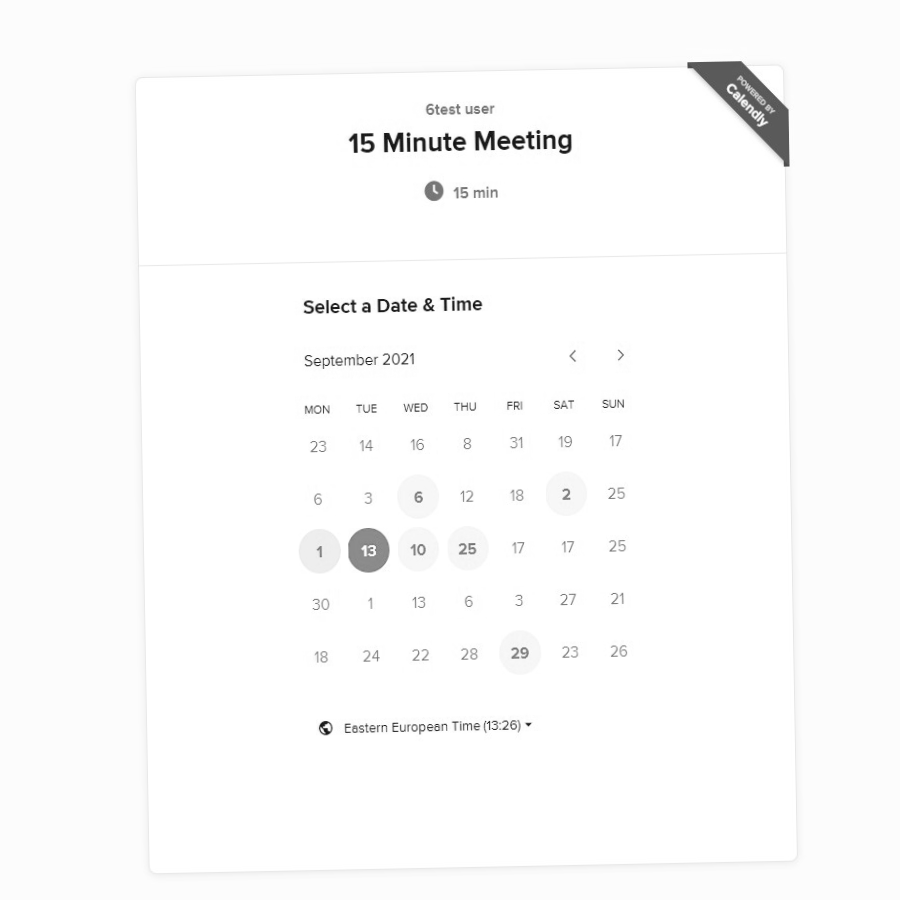 POWERED BY
Calendly
6test user
15 Minute Meeting
15 min
Select a Date & Time
September 2021
MON TUE WED THU FRI SAT SUN
23 14 16 8 31 19 17
6 3 6 12 18 2 25
1 13 10 25 17 17 25
30 1 13 6 3 27 21
18 24 22 28 29 23 26
Eastern European Time (13:26)